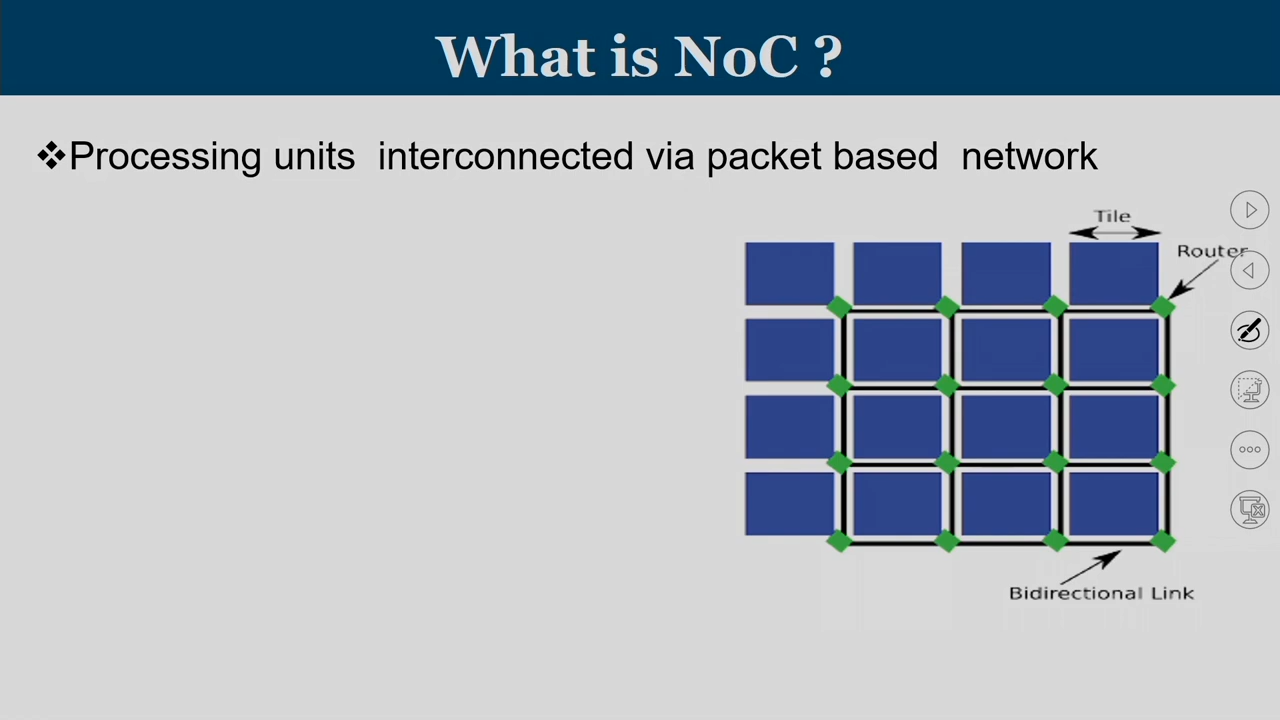 What is NoC ?
❖Processing units interconnected via packet based network
Tile
Router
Bidirectional Link